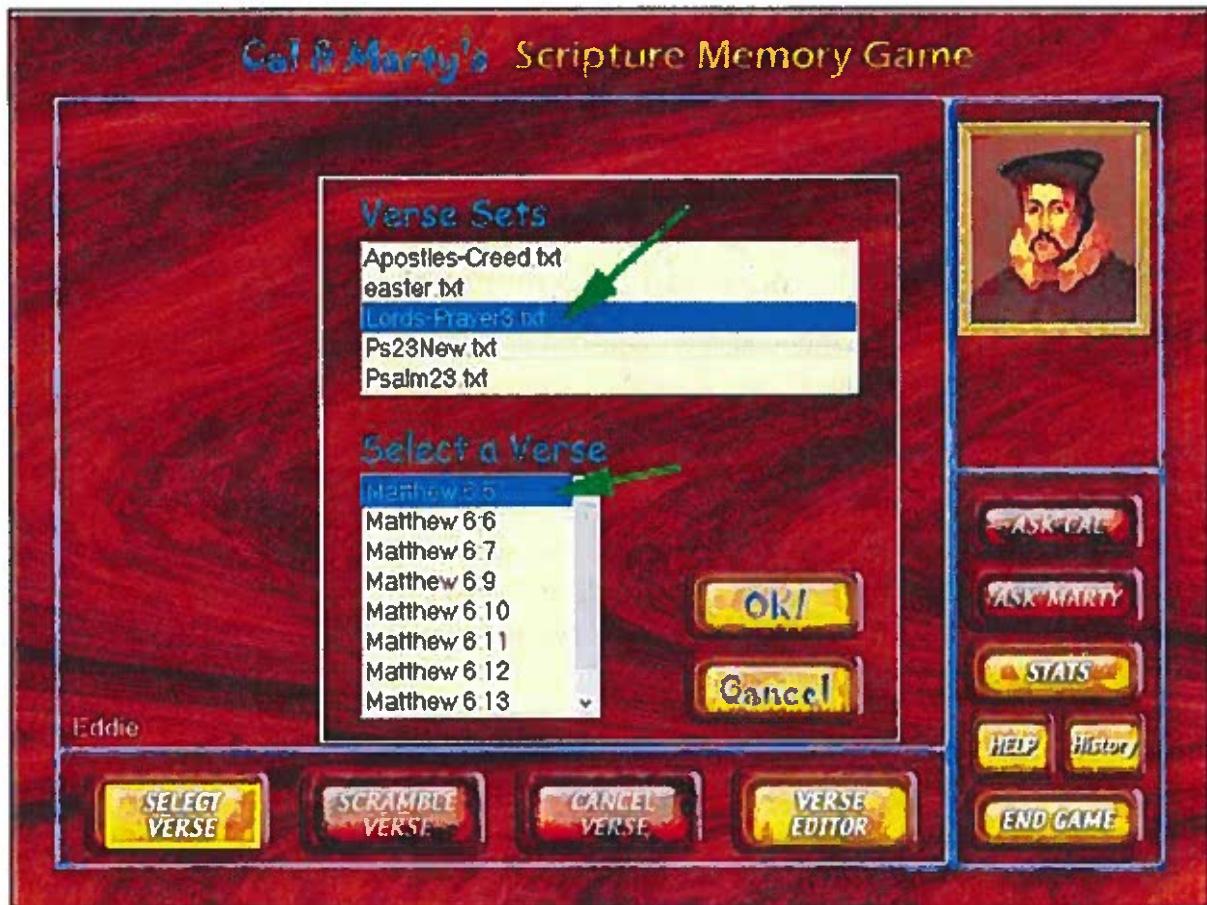 Cal & Marty's Scripture Memory Game
Verse Sets
Apostles-Creed.txt
easter.txt
Lords-Prayer3.txt
Ps23New.txt
Psalm23.txt
Select a Verse
Matthew 6:5
Matthew 6:6
Matthew 6:7
Matthew 6:9
Matthew 6:10
Matthew 6:11
Matthew 6:12
Matthew 6:13
OK!
Cancel
Eddie
SELECT
VERSE
SCRAMBLE
VERSE
CANCEL
VERSE
VERSE
EDITOR
ASK CAL
ASK MARTY
STATS
HELP
History
END GAME